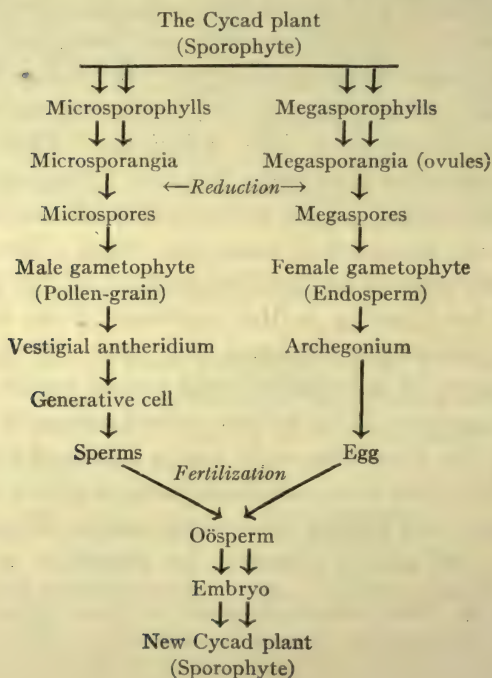 The Cycad plant
(Sporophyte)
Microsporophylls Megasporophylls
Microsporangia Megasporangia (ovules)
←Reduction→
Microspores Megaspores
Male gametophyte Female gametophyte
(Pollen-grain) (Endosperm)
Vestigial antheridium Archegonium
Generative cell
Sperms Egg
Fertilization
Oösperm
Embryo
New Cycad plant
(Sporophyte)